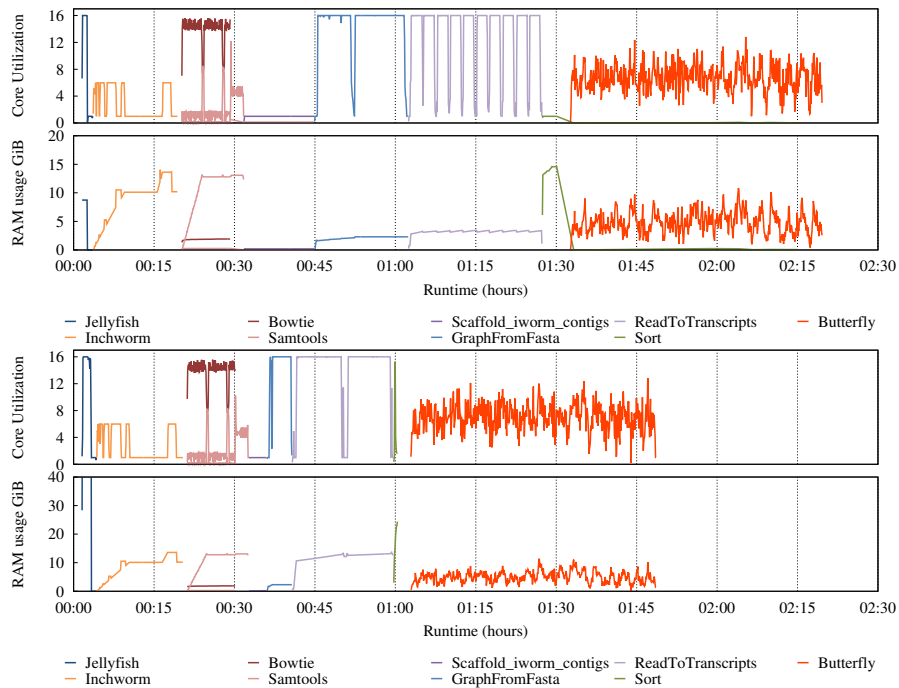 Core Utilization
16
12
8
4
0
RAM usage GiB
20
15
10
5
0
00:00 00:15 00:30 00:45 01:00 01:15 01:30 01:45 02:00 02:15 02:30
Runtime (hours)
Jellyfish Bowtie Scaffold_iworm_contigs ReadToTranscripts Butterfly
Inchworm Samtools GraphFromFasta Sort
Core Utilization
16
12
8
4
0
RAM usage GiB
40
30
20
10
0
00:00 00:15 00:30 00:45 01:00 01:15 01:30 01:45 02:00 02:15 02:30
Runtime (hours)
Jellyfish Bowtie Scaffold_iworm_contigs ReadToTranscripts Butterfly
Inchworm Samtools GraphFromFasta Sort